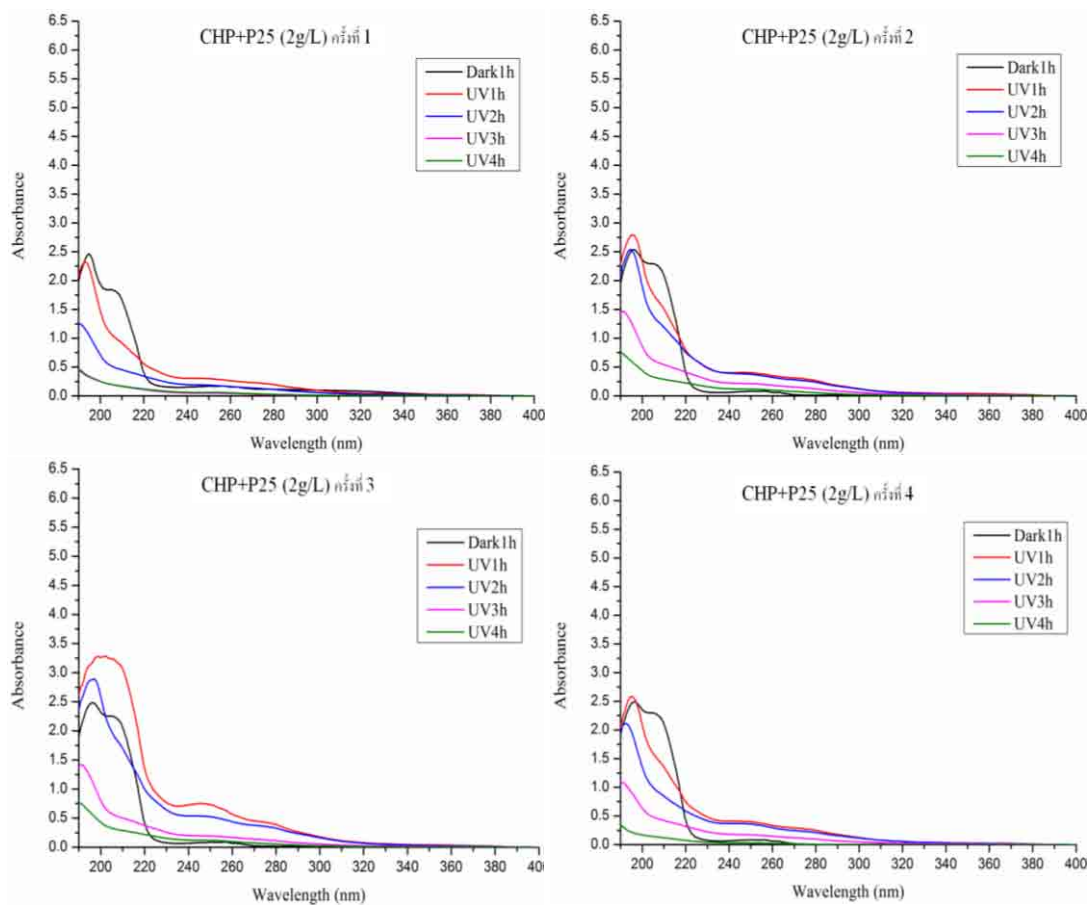 CHP+P25 (2g/L) ครั้งที่ 1
Dark1h
UV1h
UV2h
UV3h
UV4h
6.5
6.0
5.5
5.0
4.5
4.0
3.5
3.0
2.5
2.0
1.5
1.0
0.5
0.0
Absorbance
200 220 240 260 280 300 320 340 360 380 400
Wavelength (nm)
CHP+P25 (2g/L) ครั้งที่ 2
Dark1h
UV1h
UV2h
UV3h
UV4h
6.5
6.0
5.5
5.0
4.5
4.0
3.5
3.0
2.5
2.0
1.5
1.0
0.5
0.0
Absorbance
200 220 240 260 280 300 320 340 360 380 400
Wavelength (nm)
CHP+P25 (2g/L) ครั้งที่ 3
Dark1h
UV1h
UV2h
UV3h
UV4h
6.5
6.0
5.5
5.0
4.5
4.0
3.5
3.0
2.5
2.0
1.5
1.0
0.5
0.0
Absorbance
200 220 240 260 280 300 320 340 360 380 400
Wavelength (nm)
CHP+P25 (2g/L) ครั้งที่ 4
Dark1h
UV1h
UV2h
UV3h
UV4h
6.5
6.0
5.5
5.0
4.5
4.0
3.5
3.0
2.5
2.0
1.5
1.0
0.5
0.0
Absorbance
200 220 240 260 280 300 320 340 360 380 400
Wavelength (nm)